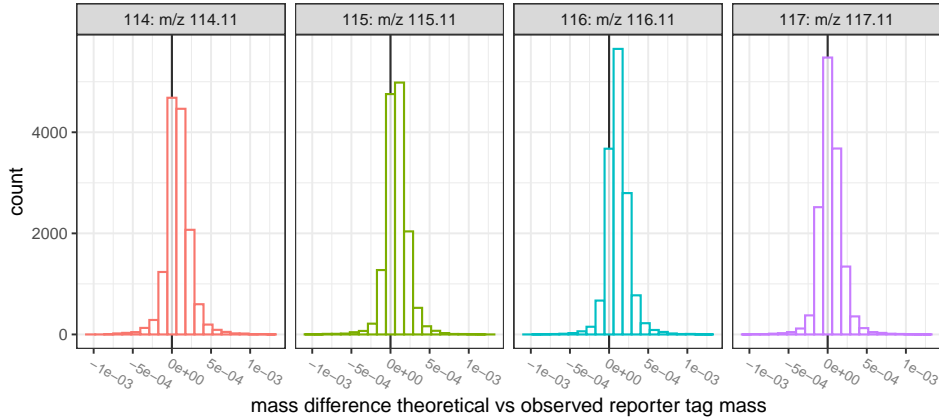 114: m/z 114.11 115: m/z 115.11 116: m/z 116.11 117: m/z 117.11
4000
2000
0
count
−1e−03 −5e−04 0e+00 5e−04 1e−03 −1e−03 −5e−04 0e+00 5e−04 1e−03 −1e−03 −5e−04 0e+00 5e−04 1e−03 −1e−03 −5e−04 0e+00 5e−04 1e−03
mass difference theoretical vs observed reporter tag mass